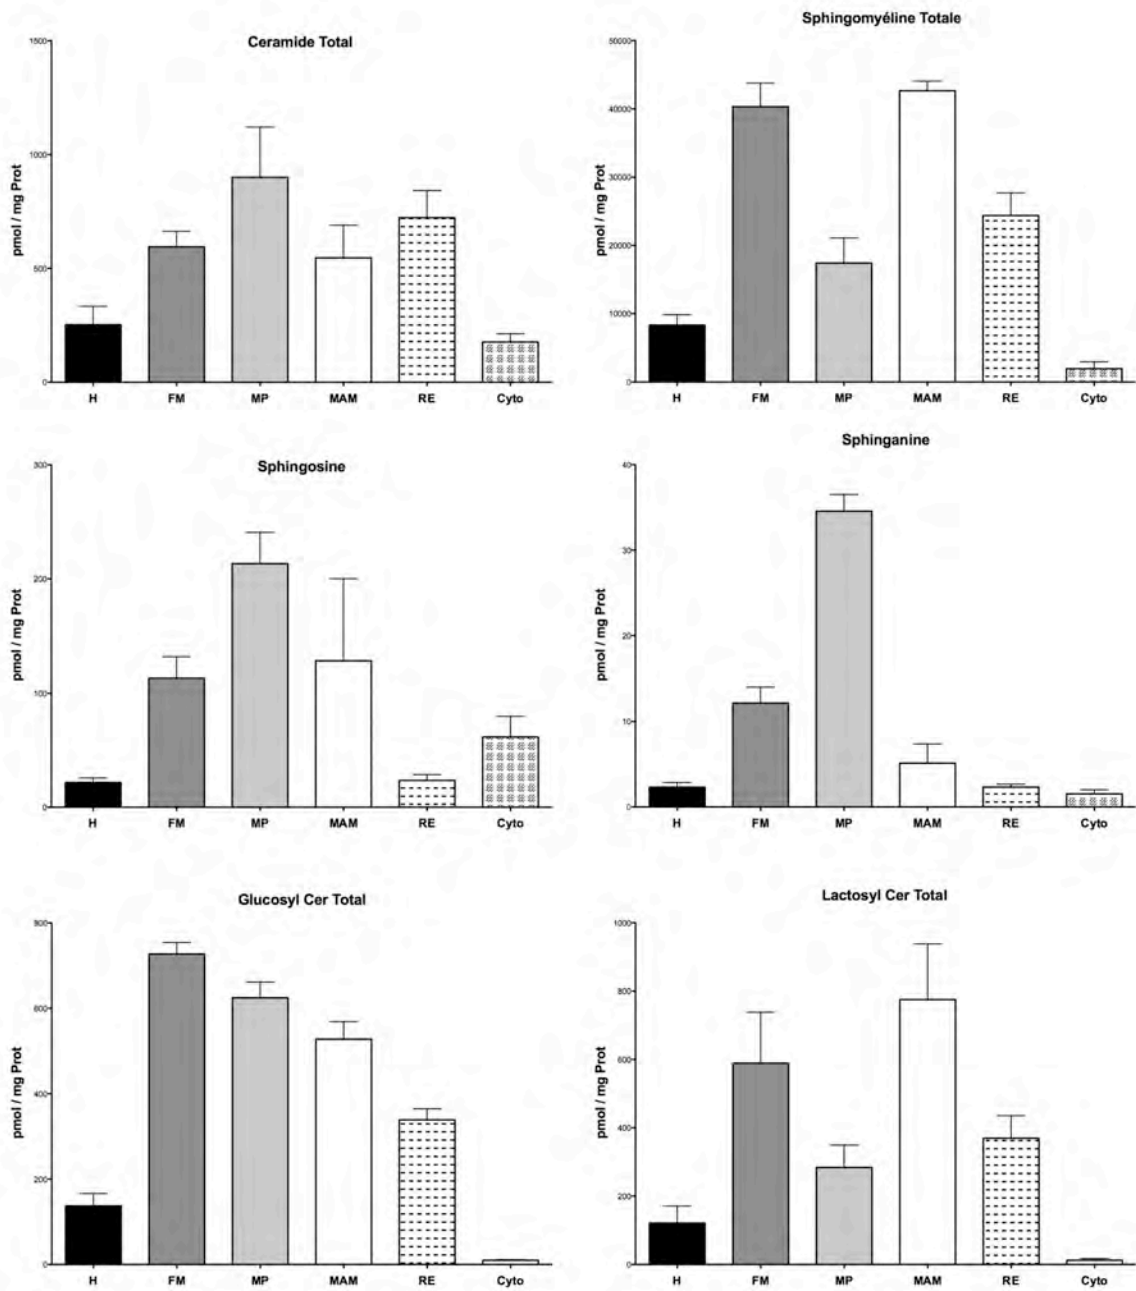 Ceramide Total
1500
1000
500
0
pmol / mg Prot
H FM MP MAM RE Cyto
Sphingomyéline Totale
50000
40000
30000
20000
10000
0
pmol / mg Prot
H FM MP MAM RE Cyto
Sphingosine
300
200
100
0
pmol / mg Prot
H FM MP MAM RE Cyto
Sphinganine
40
30
20
10
0
pmol / mg Prot
H FM MP MAM RE Cyto
Glucosyl Cer Total
800
600
400
200
0
pmol / mg Prot
H FM MP MAM RE Cyto
Lactosyl Cer Total
1000
800
600
400
200
0
pmol / mg Prot
H FM MP MAM RE Cyto